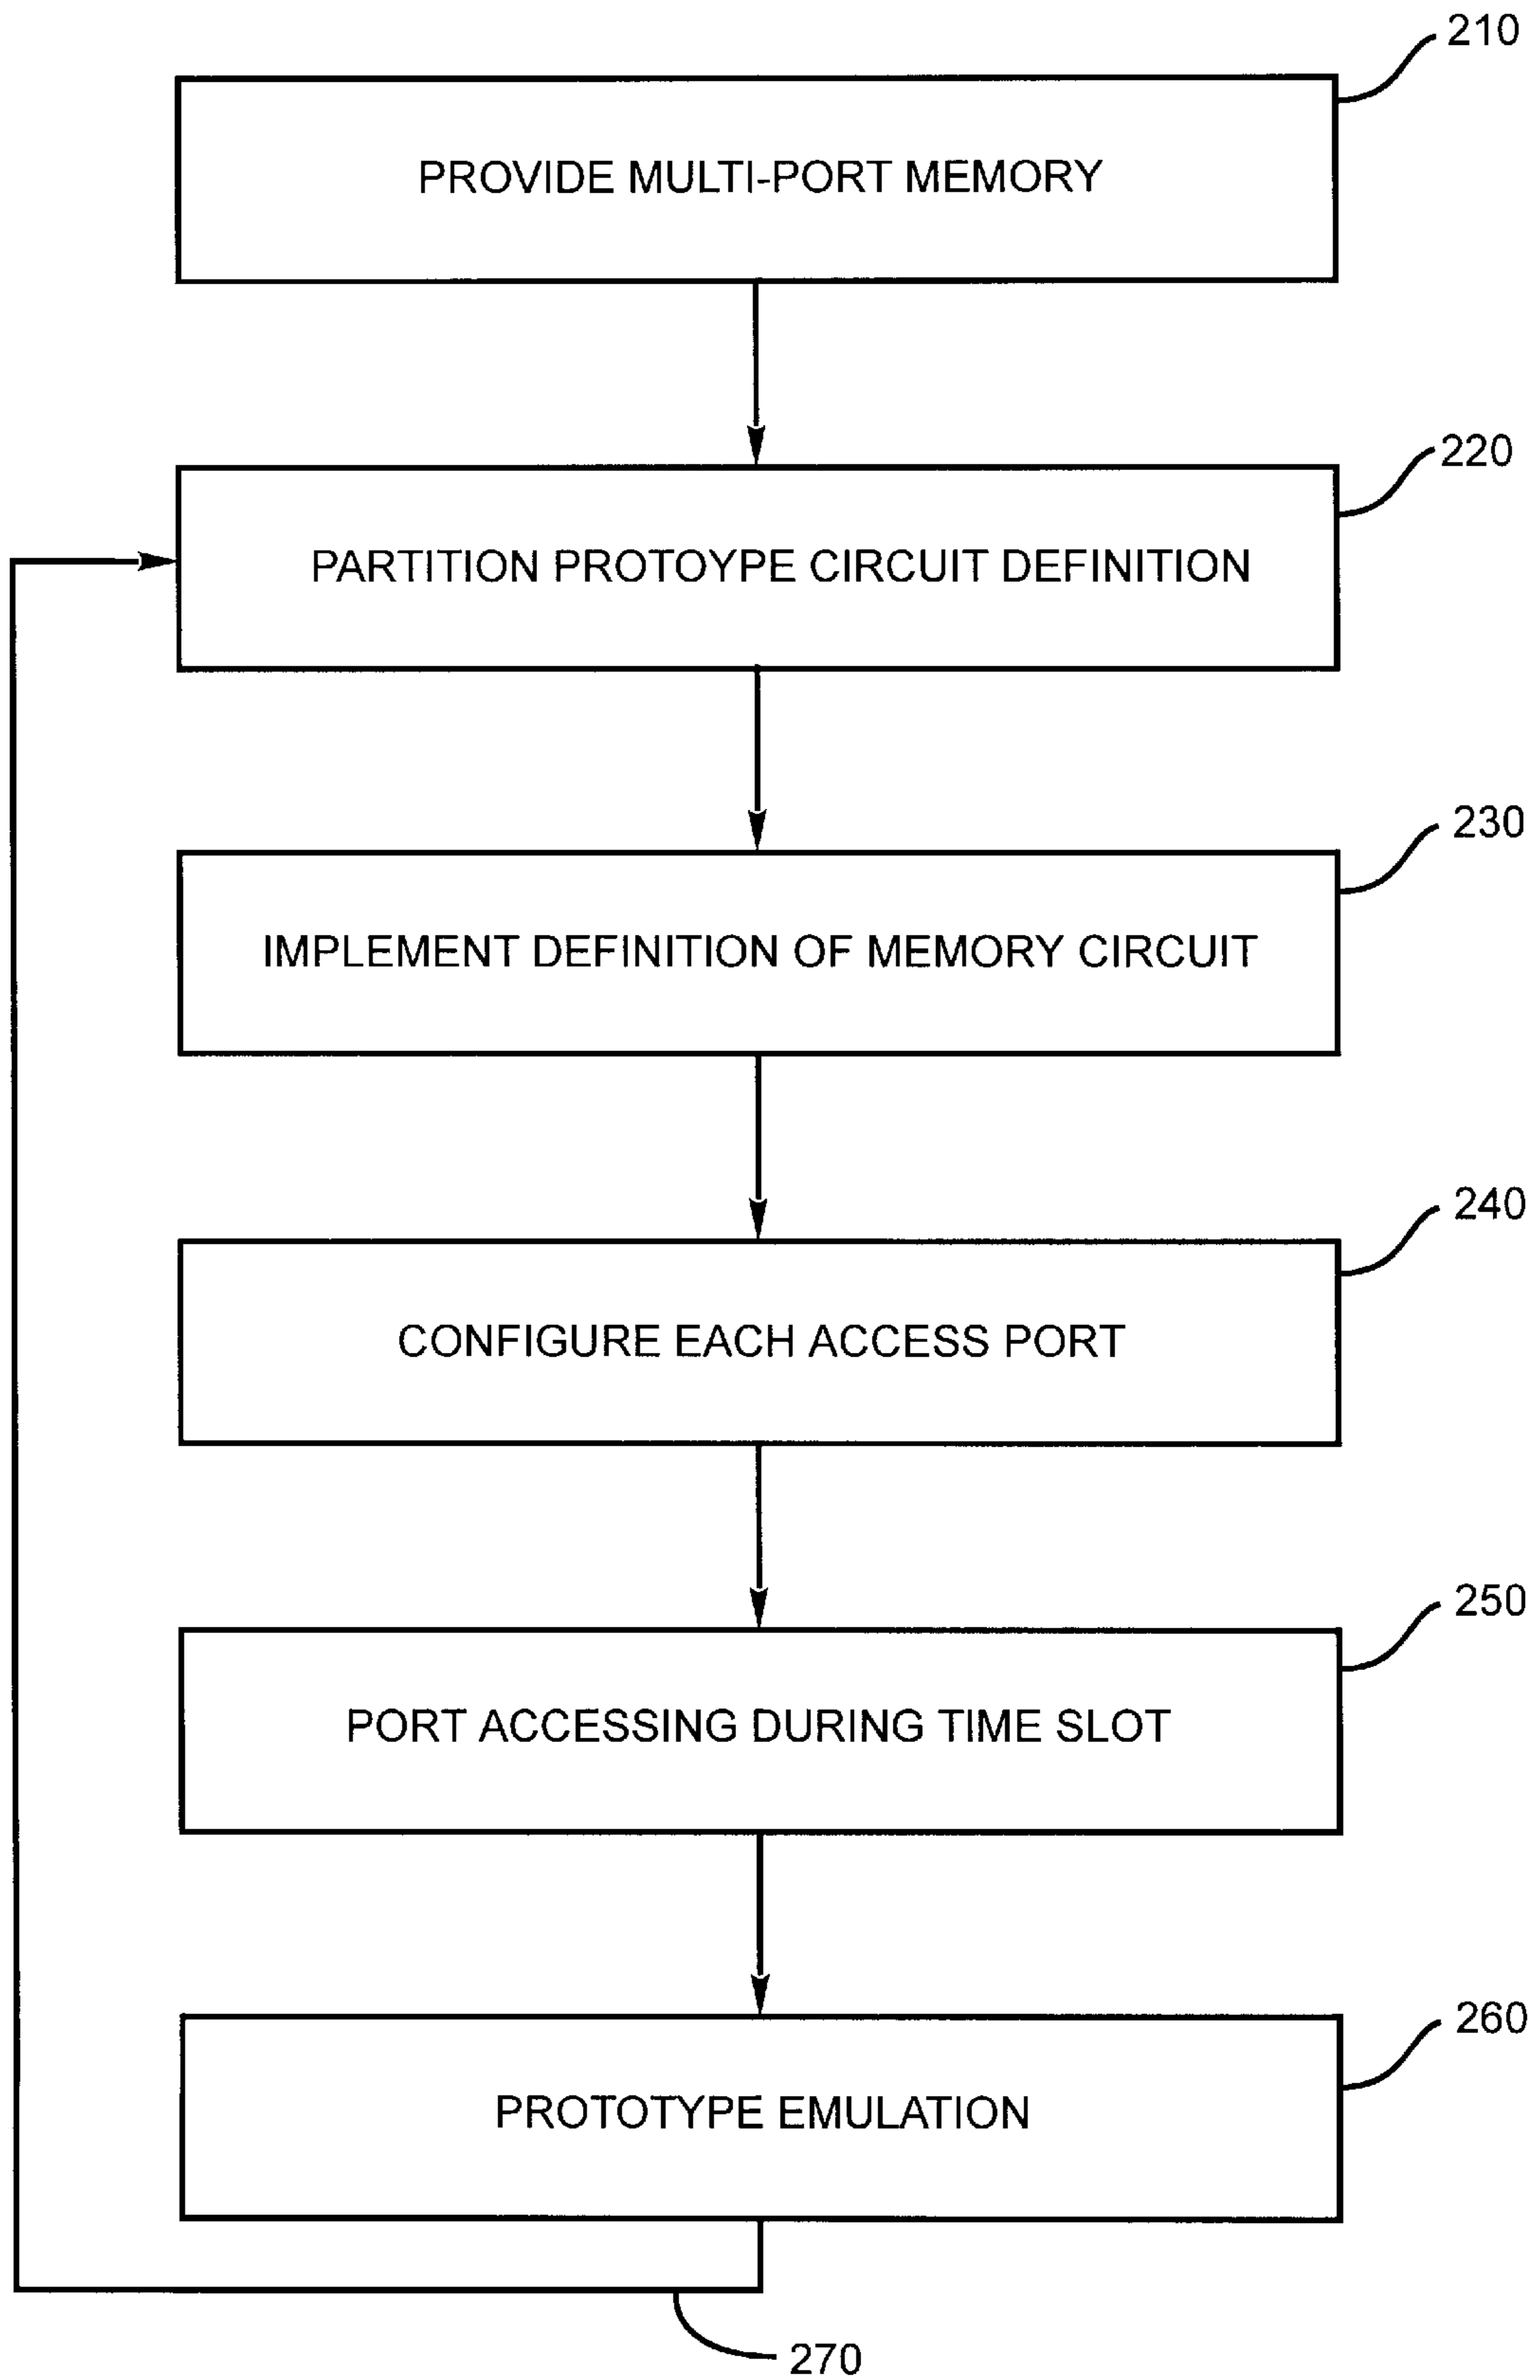 210
PROVIDE MULTI-PORT MEMORY
220
PARTITION PROTOYPE CIRCUIT DEFINITION
230
IMPLEMENT DEFINITION OF MEMORY CIRCUIT
240
CONFIGURE EACH ACCESS PORT
250
PORT ACCESSING DURING TIME SLOT
260
PROTOTYPE EMULATION
270